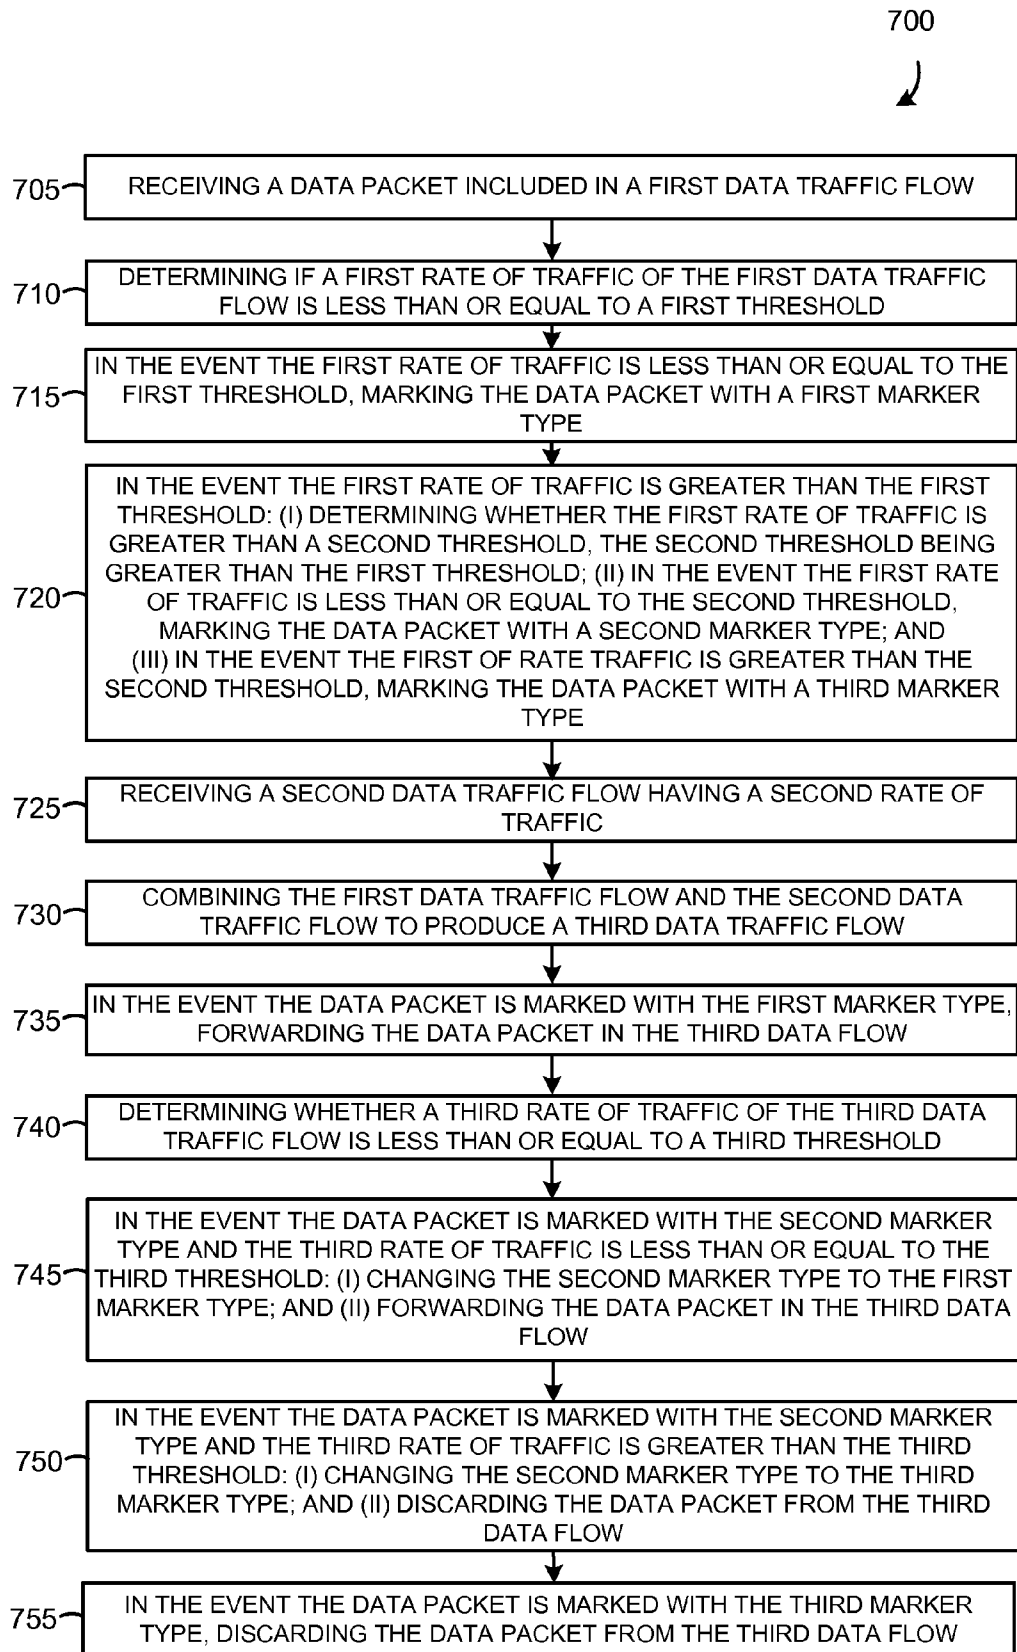 700
705
RECEIVING A DATA PACKET INCLUDED IN A FIRST DATA TRAFFIC FLOW
710
DETERMINING IF A FIRST RATE OF TRAFFIC OF THE FIRST DATA TRAFFIC
FLOW IS LESS THAN OR EQUAL TO A FIRST THRESHOLD
715
IN THE EVENT THE FIRST RATE OF TRAFFIC IS LESS THAN OR EQUAL TO THE
FIRST THRESHOLD, MARKING THE DATA PACKET WITH A FIRST MARKER
TYPE
720
IN THE EVENT THE FIRST RATE OF TRAFFIC IS GREATER THAN THE FIRST
THRESHOLD: (I) DETERMINING WHETHER THE FIRST RATE OF TRAFFIC IS
GREATER THAN A SECOND THRESHOLD, THE SECOND THRESHOLD BEING
GREATER THAN THE FIRST THRESHOLD; (II) IN THE EVENT THE FIRST RATE
OF TRAFFIC IS LESS THAN OR EQUAL TO THE SECOND THRESHOLD,
MARKING THE DATA PACKET WITH A SECOND MARKER TYPE; AND
(III) IN THE EVENT THE FIRST OF RATE TRAFFIC IS GREATER THAN THE
SECOND THRESHOLD, MARKING THE DATA PACKET WITH A THIRD MARKER
TYPE
725
RECEIVING A SECOND DATA TRAFFIC FLOW HAVING A SECOND RATE OF
TRAFFIC
730
COMBINING THE FIRST DATA TRAFFIC FLOW AND THE SECOND DATA
TRAFFIC FLOW TO PRODUCE A THIRD DATA TRAFFIC FLOW
735
IN THE EVENT THE DATA PACKET IS MARKED WITH THE FIRST MARKER TYPE,
FORWARDING THE DATA PACKET IN THE THIRD DATA FLOW
740
DETERMINING WHETHER A THIRD RATE OF TRAFFIC OF THE THIRD DATA
TRAFFIC FLOW IS LESS THAN OR EQUAL TO A THIRD THRESHOLD
745
IN THE EVENT THE DATA PACKET IS MARKED WITH THE SECOND MARKER
TYPE AND THE THIRD RATE OF TRAFFIC IS LESS THAN OR EQUAL TO THE
THIRD THRESHOLD: (I) CHANGING THE SECOND MARKER TYPE TO THE FIRST
MARKER TYPE; AND (II) FORWARDING THE DATA PACKET IN THE THIRD DATA
FLOW
750
IN THE EVENT THE DATA PACKET IS MARKED WITH THE SECOND MARKER
TYPE AND THE THIRD RATE OF TRAFFIC IS GREATER THAN THE THIRD
THRESHOLD: (I) CHANGING THE SECOND MARKER TYPE TO THE THIRD
MARKER TYPE; AND (II) DISCARDING THE DATA PACKET FROM THE THIRD
DATA FLOW
755
IN THE EVENT THE DATA PACKET IS MARKED WITH THE THIRD MARKER
TYPE, DISCARDING THE DATA PACKET FROM THE THIRD DATA FLOW